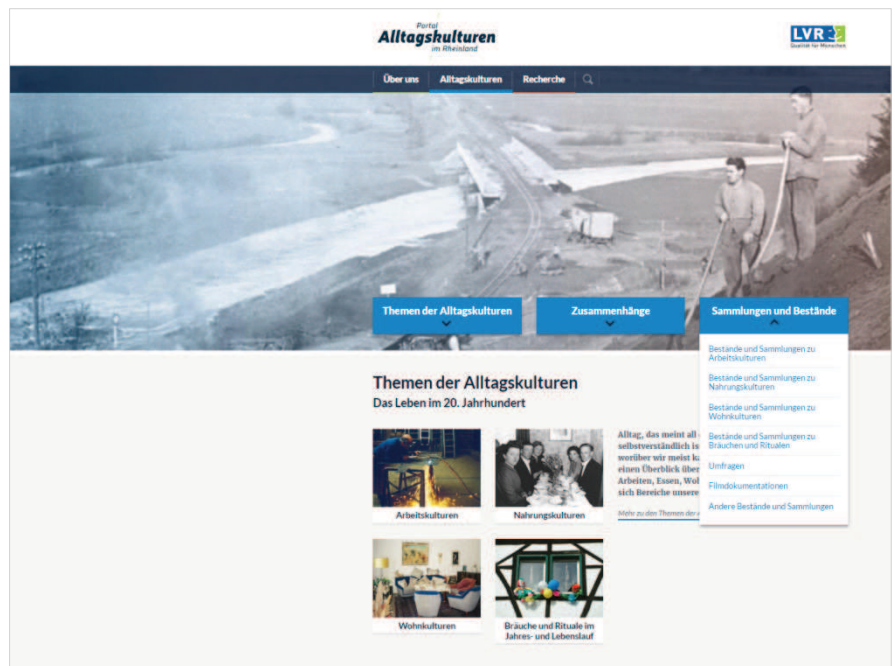 Portal
Alltagskulturen
im Rheinland
LVR
Qualität für Menschen
Über uns
Alltagskulturen
Recherche
Themen der Alltagskulturen
Zusammenhänge
Sammlungen und Bestände
Bestände und Sammlungen zu
Arbeitskulturen
Bestände und Sammlungen zu
Nahrungskulturen
Bestände und Sammlungen zu
Wohnkulturen
Bestände und Sammlungen zu
Bräuchen und Ritualen
Umfragen
Filmdokumentationen
Andere Bestände und Sammlungen
Themen der Alltagskulturen
Das Leben im 20. Jahrhundert
Arbeitskulturen
Nahrungskulturen
Alltag, das meint all
selbstverständlich
worüber wir meist
einen Überblick über
Arbeiten, Essen,
sich Bereiche unsere
Mehr zu den Themen der
Wohnkulturen
Bräuche und Rituale im
Jahres- und Lebenslauf